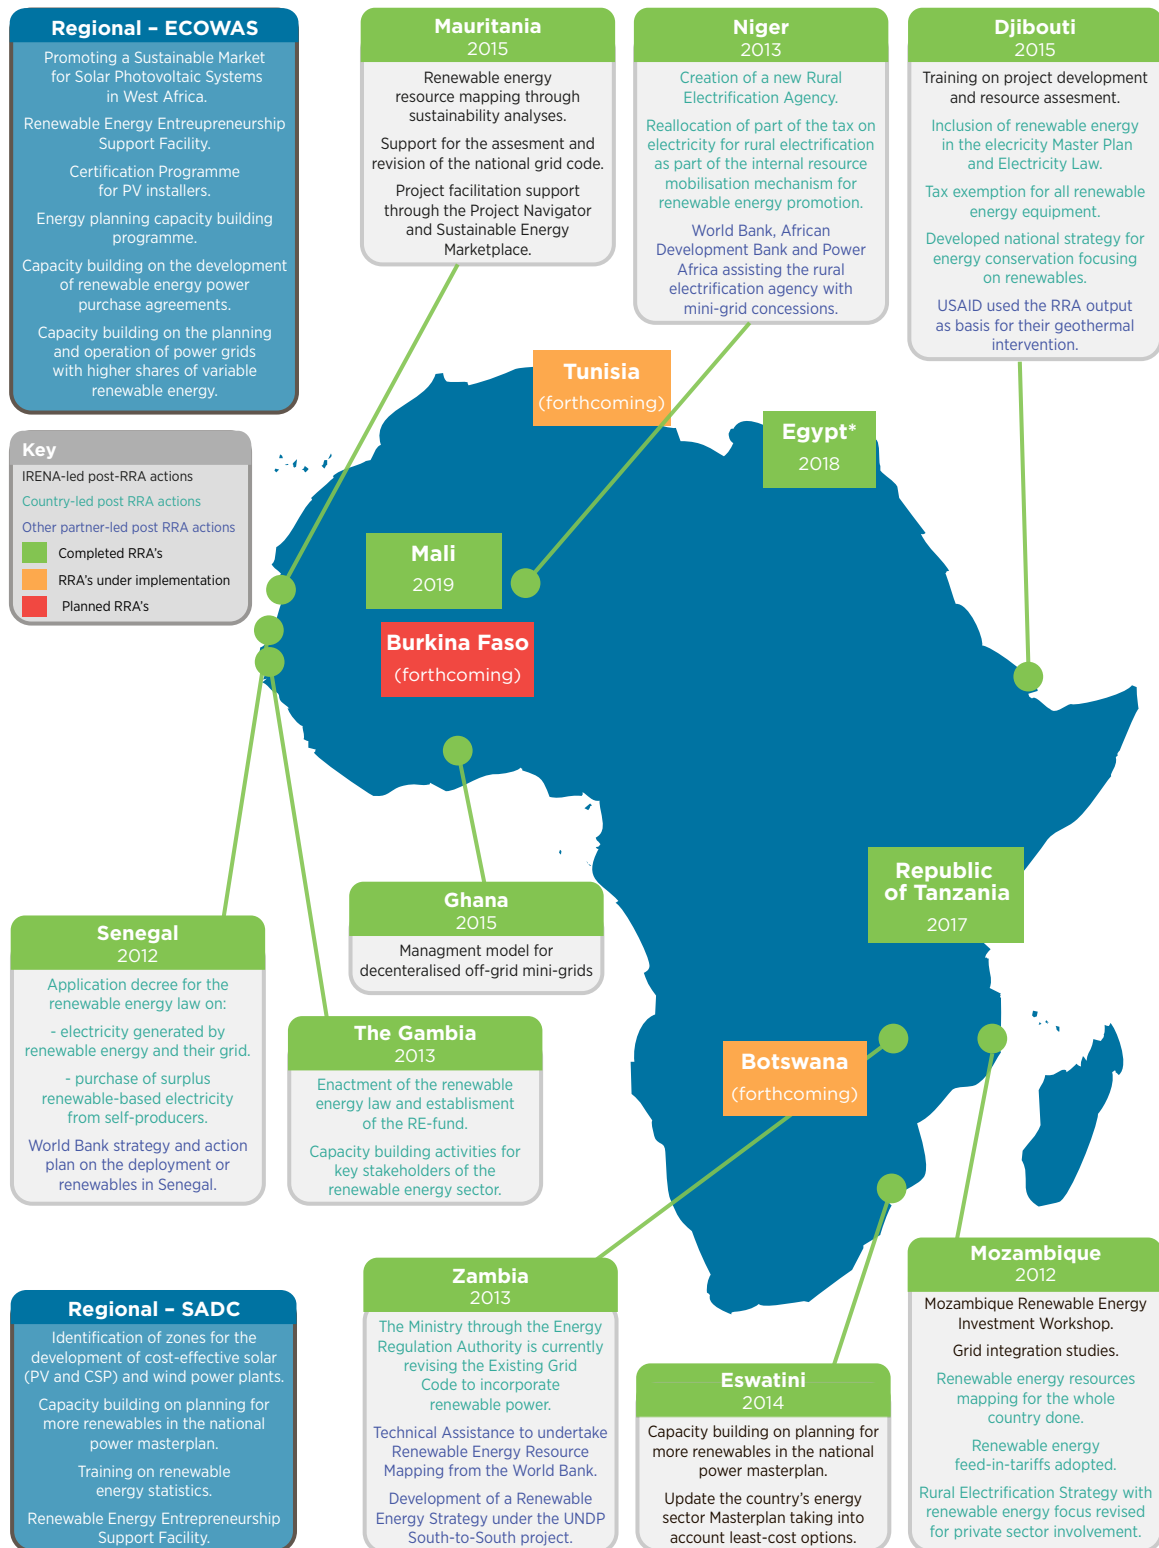 Regional – ECOWAS
Promoting a Sustainable Market
for Solar Photovoltaic Systems
in West Africa.
Renewable Energy Entreupreneurship
Support Facility.
Certification Programme
for PV installers.
Energy planning capacity building
programme.
Capacity building on the development
of renewable energy power
purchase agreements.
Capacity building on the planning
and operation of power grids
with higher shares of variable
renewable energy.
Mauritania
2015
Renewable energy
resource mapping through
sustainability analyses.
Support for the assesment and
revision of the national grid code.
Project facilitation support
through the Project Navigator
and Sustainable Energy
Marketplace.
Niger
2013
Creation of a new Rural
Electrification Agency.
Reallocation of part of the tax on
electricity for rural electrification
as part of the internal resource
mobilisation mechanism for
renewable energy promotion.
World Bank, African
Development Bank and Power
Africa assisting the rural
electrification agency with
mini-grid concessions.
Djibouti
2015
Training on project development
and resource assesment.
Inclusion of renewable energy
in the elecricity Master Plan
and Electricity Law.
Tax exemption for all renewable
energy equipment.
Developed national strategy for
energy conservation focusing
on renewables.
USAID used the RRA output
as basis for their geothermal
intervention.
Key
IRENA-led post-RRA actions
Country-led post RRA actions
Other partner-led post RRA actions
Completed RRA's
RRA's under implementation
Planned RRA's
Tunisia
(forthcoming)
Egypt*
2018
Mali
2019
Burkina Faso
(forthcoming)
Republic
of Tanzania
2017
Botswana
(forthcoming)
Senegal
2012
Application decree for the
renewable energy law on:
- electricity generated by
renewable energy and their grid.
- purchase of surplus
renewable-based electricity
from self-producers.
World Bank strategy and action
plan on the deployment or
renewables in Senegal.
Ghana
2015
Managment model for
decenteralised off-grid mini-grids
The Gambia
2013
Enactment of the renewable
energy law and establisment
of the RE-fund.
Capacity building activities for
key stakeholders of the
renewable energy sector.
Regional – SADC
Identification of zones for the
development of cost-effective solar
(PV and CSP) and wind power plants.
Capacity building on planning for
more renewables in the national
power masterplan.
Training on renewable
energy statistics.
Renewable Energy Entrepreneurship
Support Facility.
Zambia
2013
The Ministry through the Energy
Regulation Authority is currently
revising the Existing Grid
Code to incorporate
renewable power.
Technical Assistance to undertake
Renewable Energy Resource
Mapping from the World Bank.
Development of a Renewable
Energy Strategy under the UNDP
South-to-South project.
Eswatini
2014
Capacity building on planning for
more renewables in the national
power masterplan.
Update the country's energy
sector Masterplan taking into
account least-cost options.
Mozambique
2012
Mozambique Renewable Energy
Investment Workshop.
Grid integration studies.
Renewable energy resources
mapping for the whole
country done.
Renewable energy
feed-in-tariffs adopted.
Rural Electrification Strategy with
renewable energy focus revised
for private sector involvement.